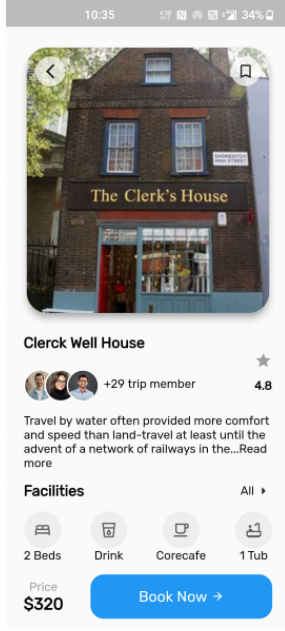 10:35
34%
SHOREDITCH
HIGH STREET
The Clerk's House
Clerck Well House
+29 trip member
4.8
Travel by water often provided more comfort
and speed than land-travel at least until the
advent of a network of railways in the...Read
more
Facilities
All
2 Beds
Drink
Corecafe
1 Tub
Price
$320
Book Now →